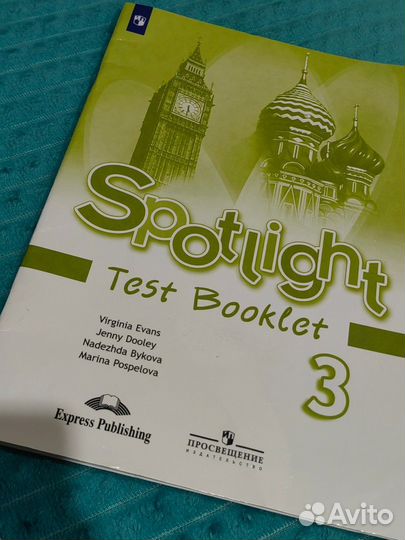 Spotlight
Test Booklet
3
Virginia Evans
Jenny Dooley
Nadezhda Bykova
Marina Pospelova
Express Publishing
ПРОСВЕЩЕНИЕ
ИЗДАТЕЛЬСТВО
Avito